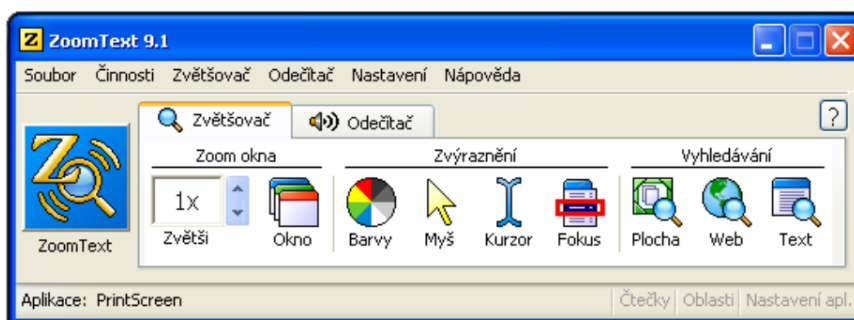 ZoomText 9.1
Soubor Činnosti Zvětšovač Odečítač Nastavení Nápověda
Zvětšovač Odečítač ?
Zoom okna Zvýraznění Vyhledávání
1x
Zvětši Okno Barvy Myš Kurzor Fokus Plocha Web Text
ZoomText
Aplikace: PrintScreen Čtečky Oblasti Nastavení apl.